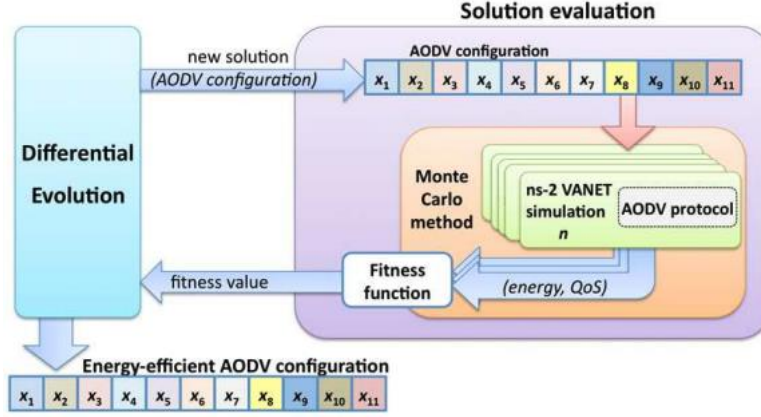 Solution evaluation
new solution
(AODV configuration)
AODV configuration
x1 x2 x3 x4 x5 x6 x7 x8 x9 x10 x11
Differential
Evolution
Monte
Carlo
method
ns-2 VANET
simulation
n
AODV protocol
fitness value
Fitness
function
(energy, QoS)
Energy-efficient AODV configuration
x1 x2 x3 x4 x5 x6 x7 x8 x9 x10 x11